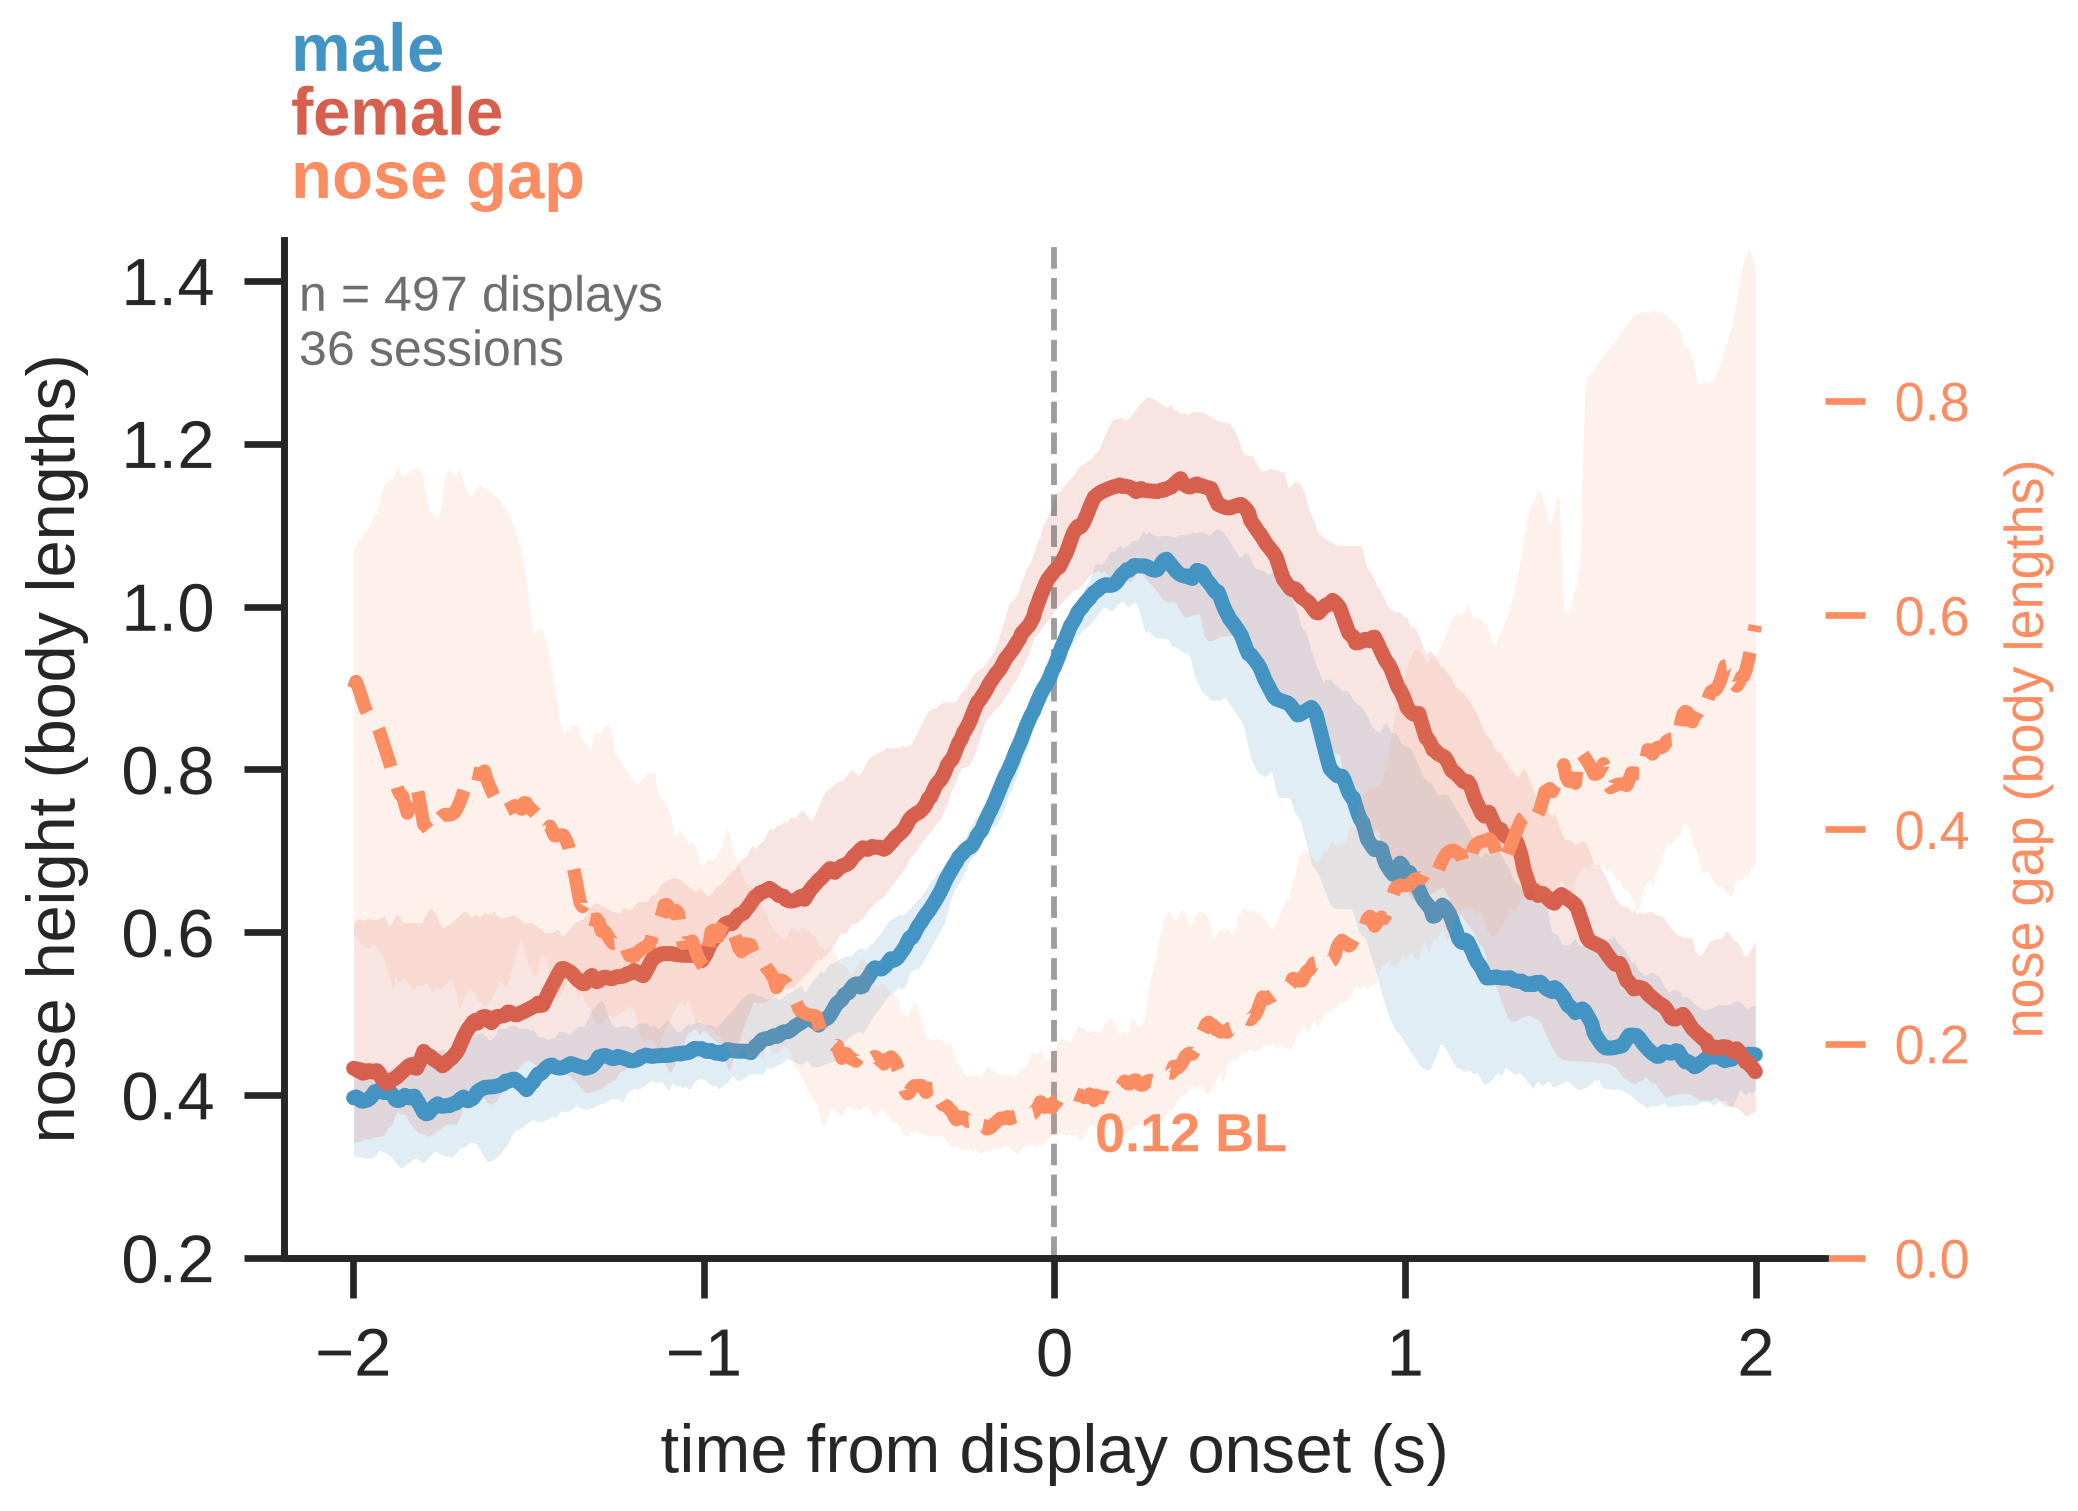 male
female
nose gap
n = 497 displays
36 sessions
1.4
1.2
1.0
0.8
0.6
0.4
0.2
nose height (body lengths)
0.8
0.6
0.4
0.2
0.0
nose gap (body lengths)
0.12 BL
−2
−1
0
1
2
time from display onset (s)